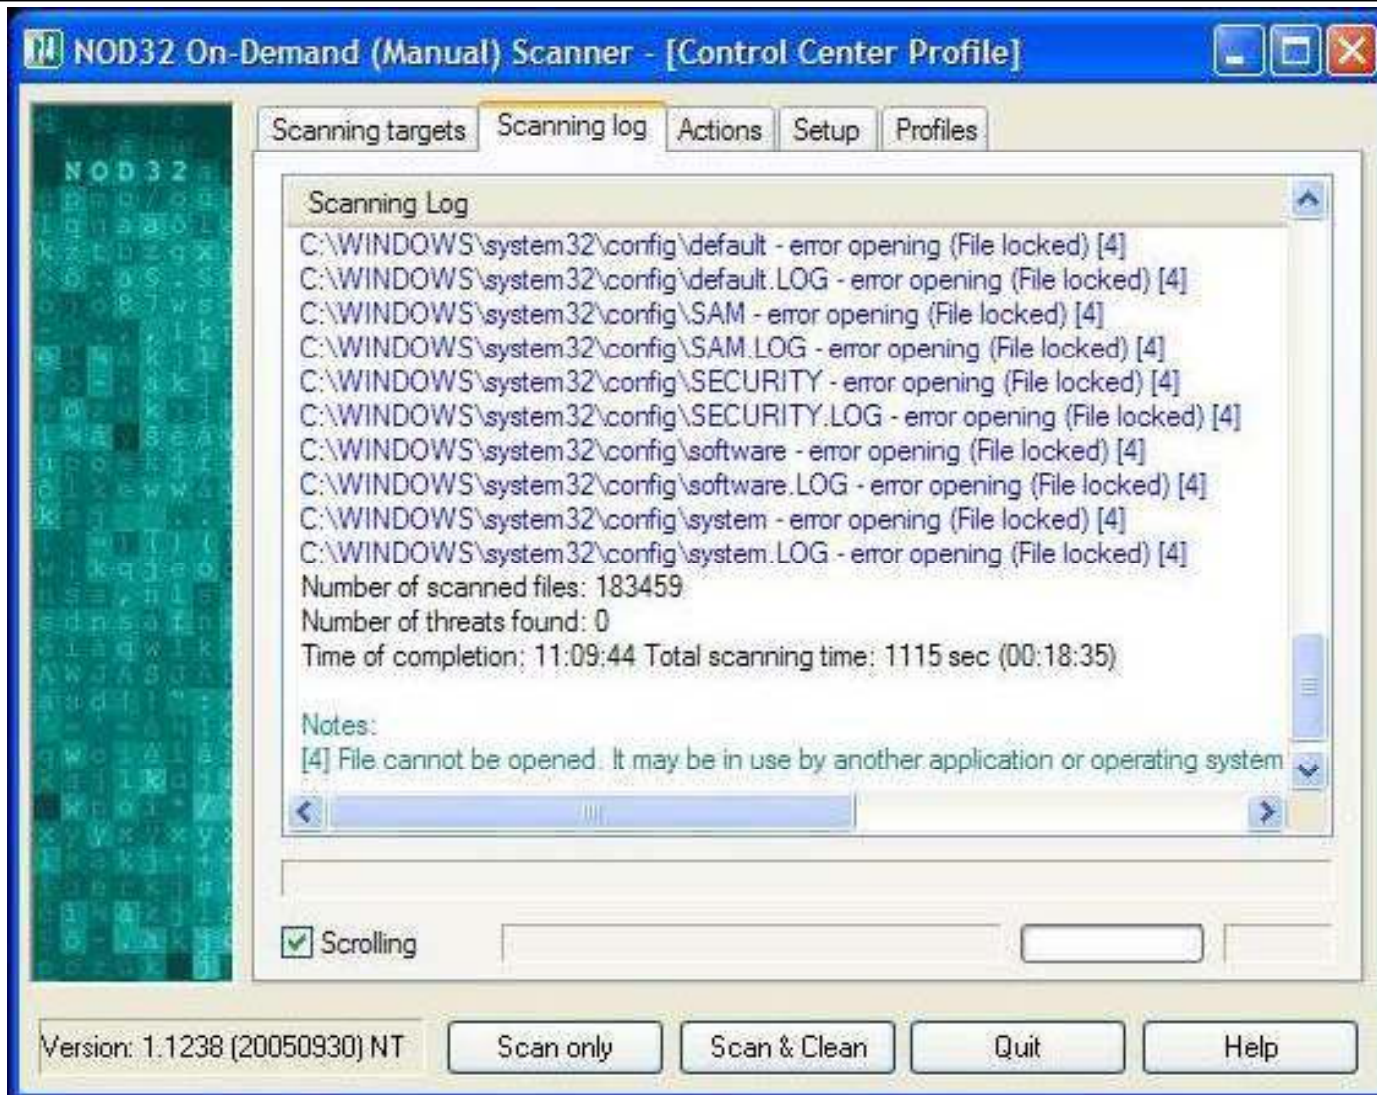 NOD32 On-Demand (Manual) Scanner - [Control Center Profile]
NOD32
Scanning targets Scanning log Actions Setup Profiles
Scanning Log
C:\WINDOWS\system32\config\default - error opening (File locked) [4]
C:\WINDOWS\system32\config\default.LOG - error opening (File locked) [4]
C:\WINDOWS\system32\config\SAM - error opening (File locked) [4]
C:\WINDOWS\system32\config\SAM.LOG - error opening (File locked) [4]
C:\WINDOWS\system32\config\SECURITY - error opening (File locked) [4]
C:\WINDOWS\system32\config\SECURITY.LOG - error opening (File locked) [4]
C:\WINDOWS\system32\config\software - error opening (File locked) [4]
C:\WINDOWS\system32\config\software.LOG - error opening (File locked) [4]
C:\WINDOWS\system32\config\system - error opening (File locked) [4]
C:\WINDOWS\system32\config\system.LOG - error opening (File locked) [4]
Number of scanned files: 183459
Number of threats found: 0
Time of completion: 11:09:44 Total scanning time: 1115 sec (00:18:35)
Notes:
[4] File cannot be opened. It may be in use by another application or operating system
Scrolling
Version: 1.1238 (20050930) NT Scan only Scan & Clean Quit Help